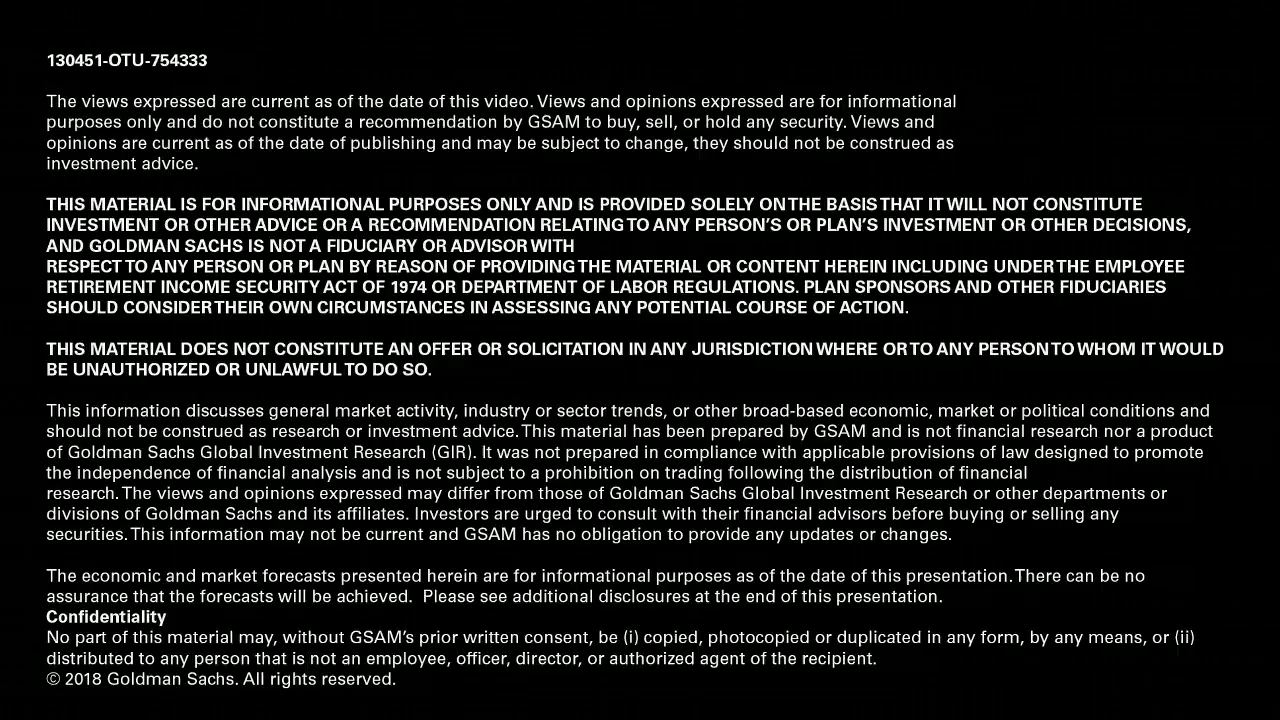 130451-OTU-754333
The views expressed are current as of the date of this video. Views and opinions expressed are for informational
purposes only and do not constitute a recommendation by GSAM to buy, sell, or hold any security. Views and
opinions are current as of the date of publishing and may be subject to change, they should not be construed as
investment advice.
THIS MATERIAL IS FOR INFORMATIONAL PURPOSES ONLY AND IS PROVIDED SOLELY ON THE BASIS THAT IT WILL NOT CONSTITUTE
INVESTMENT OR OTHER ADVICE OR A RECOMMENDATION RELATING TO ANY PERSON'S OR PLAN'S INVESTMENT OR OTHER DECISIONS,
AND GOLDMAN SACHS IS NOT A FIDUCIARY OR ADVISOR WITH
RESPECT TO ANY PERSON OR PLAN BY REASON OF PROVIDING THE MATERIAL OR CONTENT HEREIN INCLUDING UNDER THE EMPLOYEE
RETIREMENT INCOME SECURITY ACT OF 1974 OR DEPARTMENT OF LABOR REGULATIONS. PLAN SPONSORS AND OTHER FIDUCIARIES
SHOULD CONSIDER THEIR OWN CIRCUMSTANCES IN ASSESSING ANY POTENTIAL COURSE OF ACTION.
THIS MATERIAL DOES NOT CONSTITUTE AN OFFER OR SOLICITATION IN ANY JURISDICTION WHERE OR TO ANY PERSON TO WHOM IT WOULD
BE UNAUTHORIZED OR UNLAWFUL TO DO SO.
This information discusses general market activity, industry or sector trends, or other broad-based economic, market or political conditions and
should not be construed as research or investment advice. This material has been prepared by GSAM and is not financial research nor a product
of Goldman Sachs Global Investment Research (GIR). It was not prepared in compliance with applicable provisions of law designed to promote
the independence of financial analysis and is not subject to a prohibition on trading following the distribution of financial
research. The views and opinions expressed may differ from those of Goldman Sachs Global Investment Research or other departments or
divisions of Goldman Sachs and its affiliates. Investors are urged to consult with their financial advisors before buying or selling any
securities. This information may not be current and GSAM has no obligation to provide any updates or changes.
The economic and market forecasts presented herein are for informational purposes as of the date of this presentation. There can be no
assurance that the forecasts will be achieved.  Please see additional disclosures at the end of this presentation.
Confidentiality
No part of this material may, without GSAM's prior written consent, be (i) copied, photocopied or duplicated in any form, by any means, or (ii)
distributed to any person that is not an employee, officer, director, or authorized agent of the recipient.
© 2018 Goldman Sachs. All rights reserved.